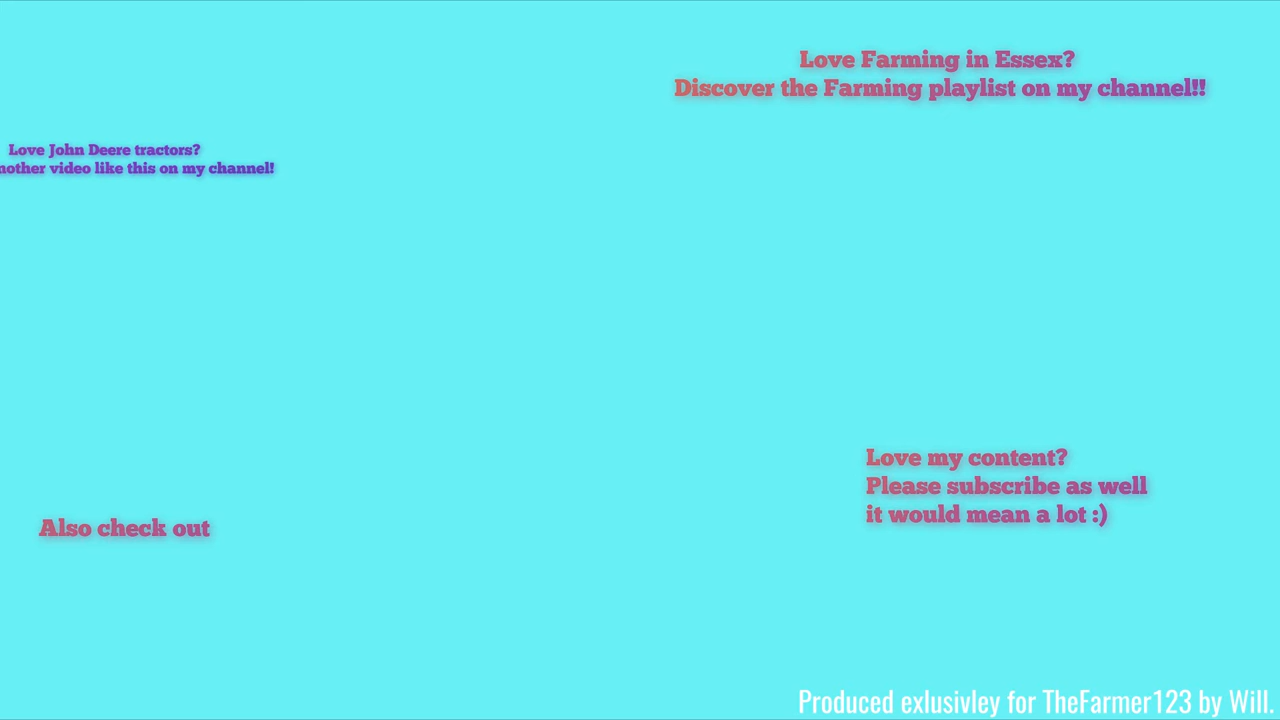 Love Farming in Essex?
Discover the Farming playlist on my channel!!
Love John Deere tractors?
nother video like this on my channel!
Love my content?
Please subscribe as well
it would mean a lot :)
Also check out
Produced exlusivley for TheFarmer123 by Will.